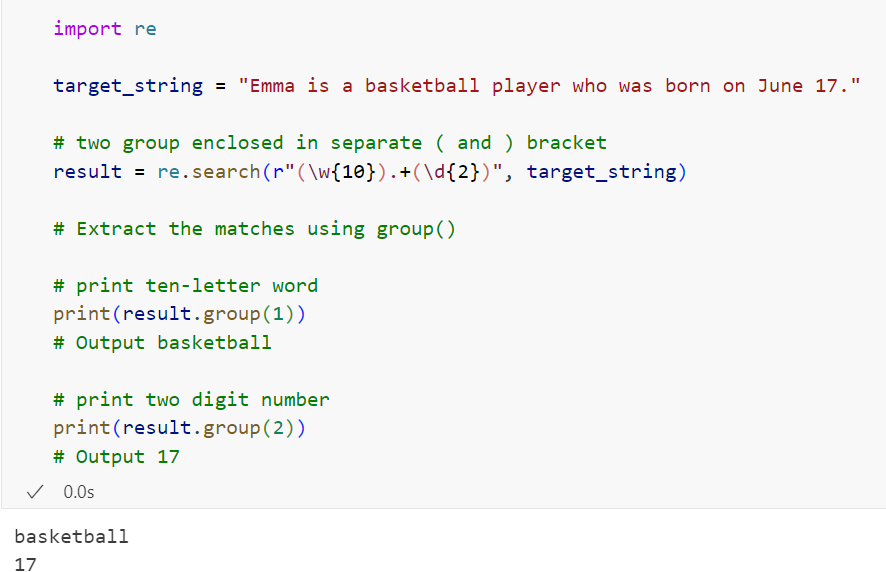 import re
target_string = "Emma is a basketball player who was born on June 17."
# two group enclosed in separate ( and ) bracket
result = re.search(r"(\w{10}).+(\d{2})", target_string)
# Extract the matches using group()
# print ten-letter word
print(result.group(1))
# Output basketball
# print two digit number
print(result.group(2))
# Output 17
0.0s
basketball
17